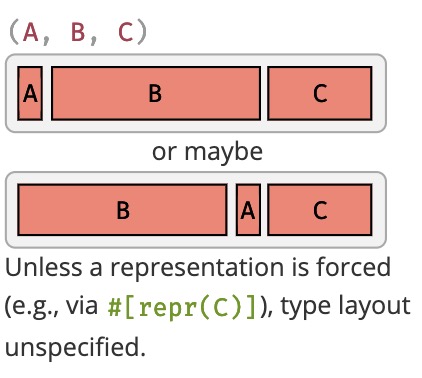 (A, B, C)
A B C
or maybe
B A C
Unless a representation is forced
(e.g., via #[repr(C)]), type layout
unspecified.